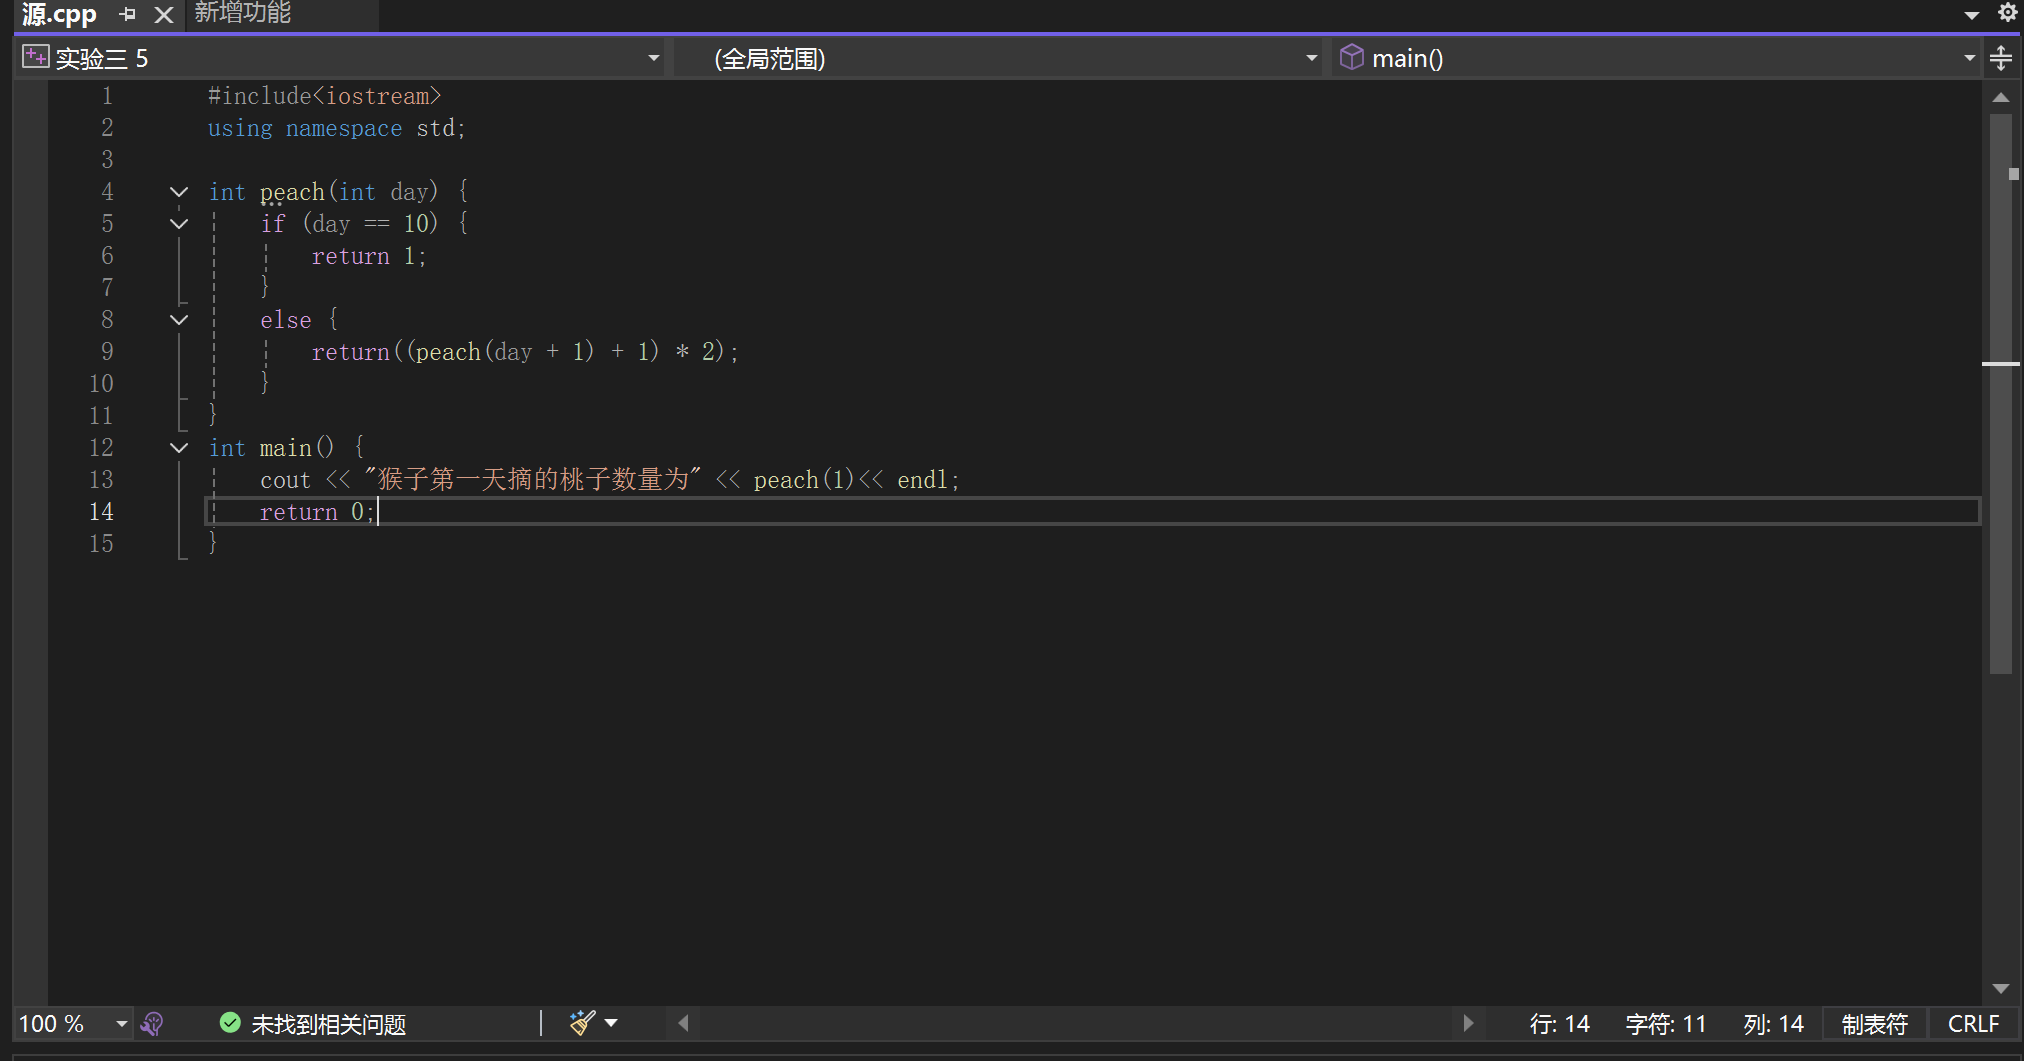 源.cpp 新增功能
实验三 5 (全局范围) main()
1 #include<iostream>
2 using namespace std;
3
4 int peach(int day) {
5 if (day == 10) {
6 return 1;
7 }
8 else {
9 return((peach(day + 1) + 1) * 2);
10 }
11 }
12 int main() {
13 cout << "猴子第一天摘的桃子数量为" << peach(1)<< endl;
14 return 0;
15 }
100 % 未找到相关问题 行: 14 字符: 11 列: 14 制表符 CRLF